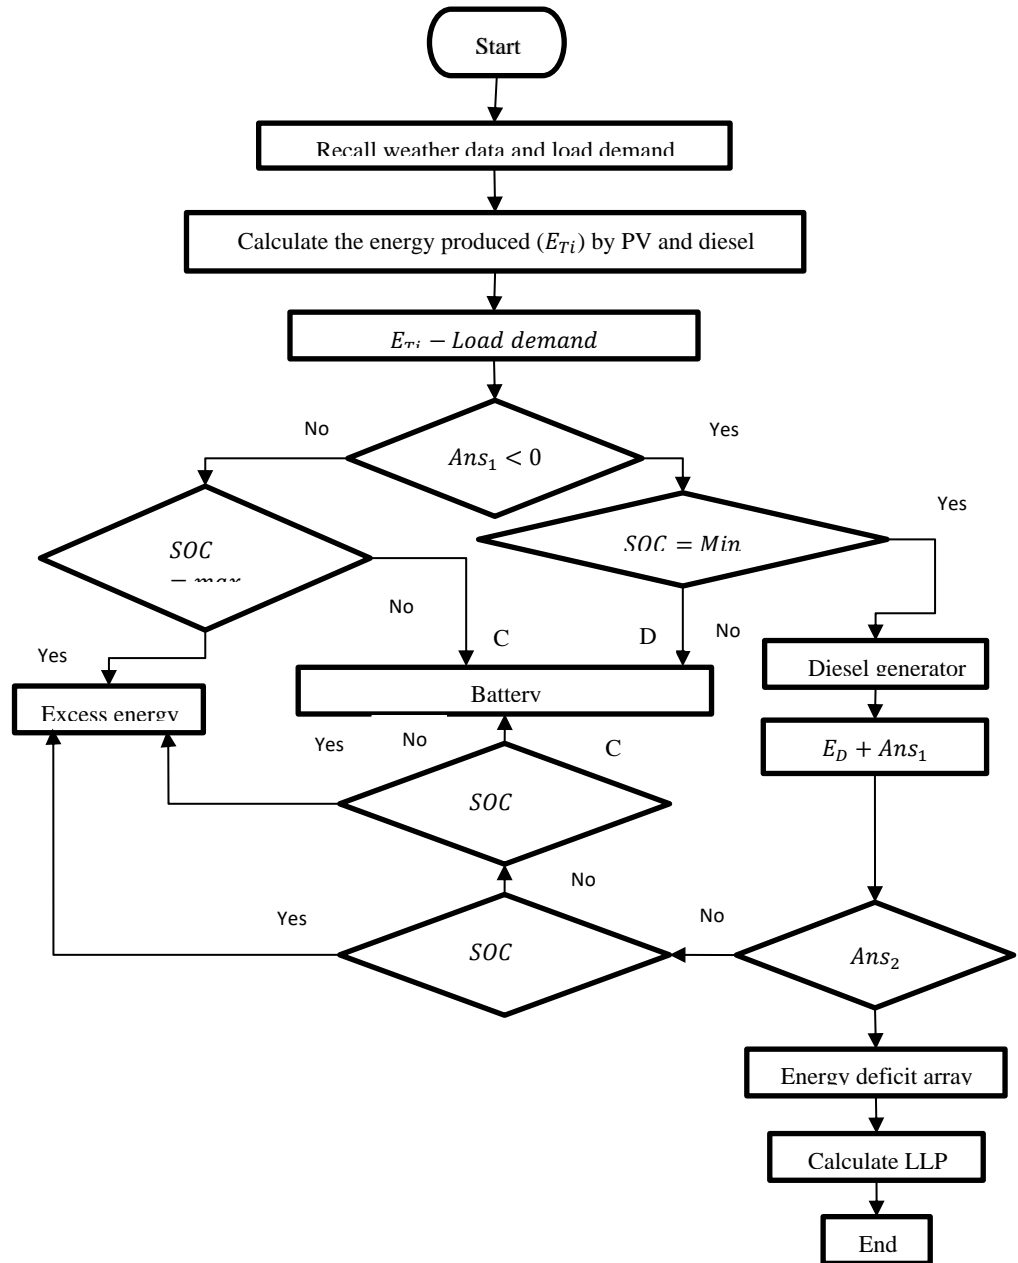 Start
Recall weather data and load demand
Calculate the energy produced (E_Ti) by PV and diesel
E_Ti − Load demand
No
Yes
Ans₁ < 0
Yes
SOC
= max
SOC = Min
No
No
C
D
Yes
Diesel generator
Battery
Excess energy
Yes
No
C
E_D + Ans₁
SOC
No
Yes
No
SOC
Ans₂
Energy deficit array
Calculate LLP
End